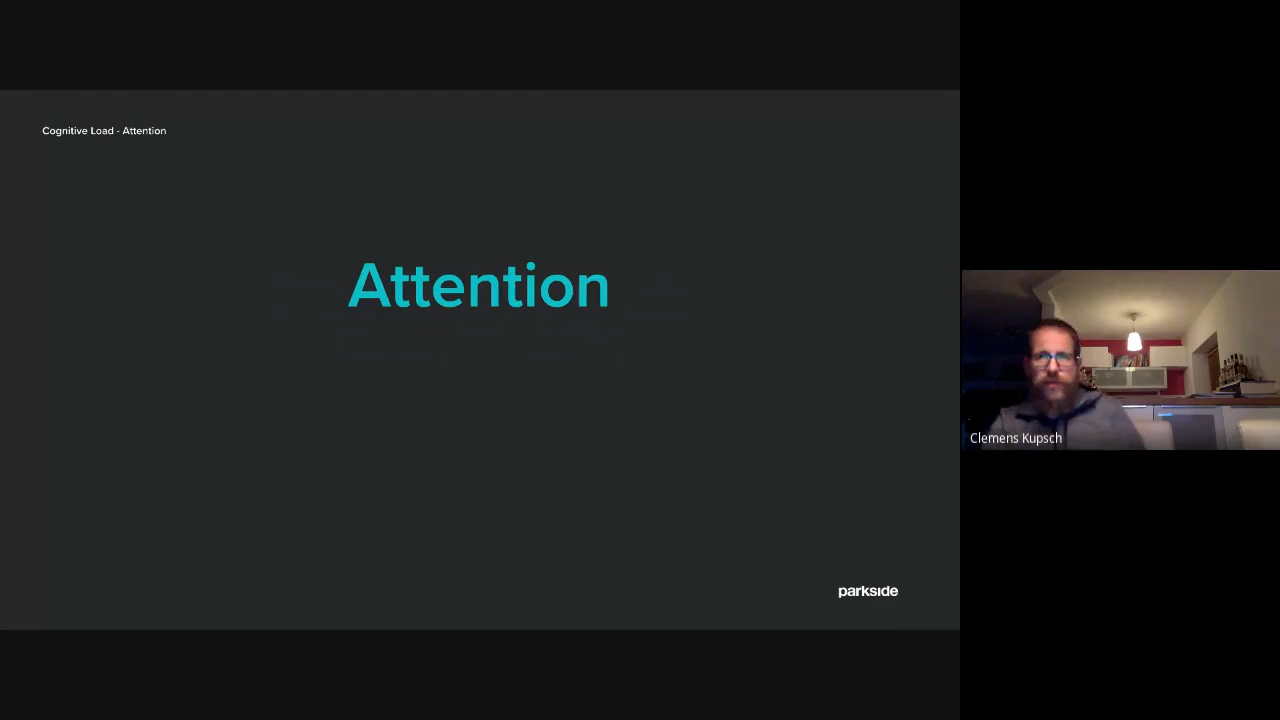 Cognitive Load - Attention
Attention
Clemens Kupsch
parkside